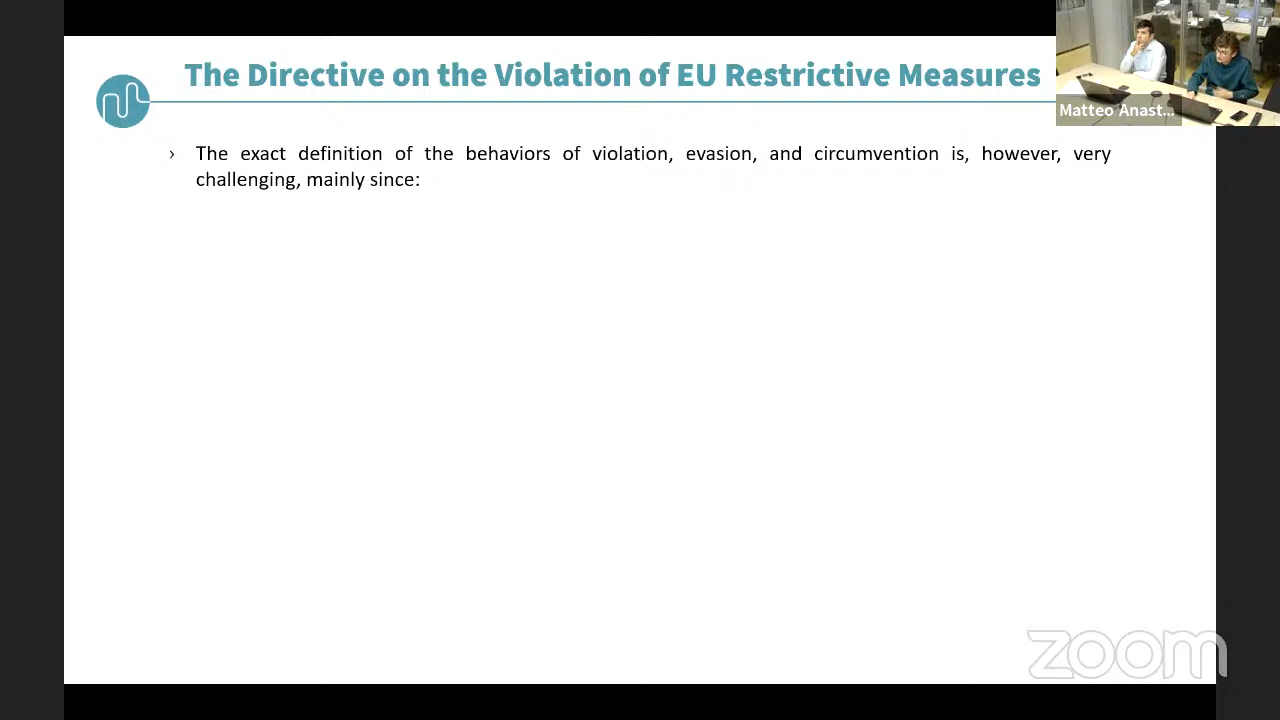 The Directive on the Violation of EU Restrictive Measures
Matteo Anast...
› The exact definition of the behaviors of violation, evasion, and circumvention is, however, very
challenging, mainly since:
zoom